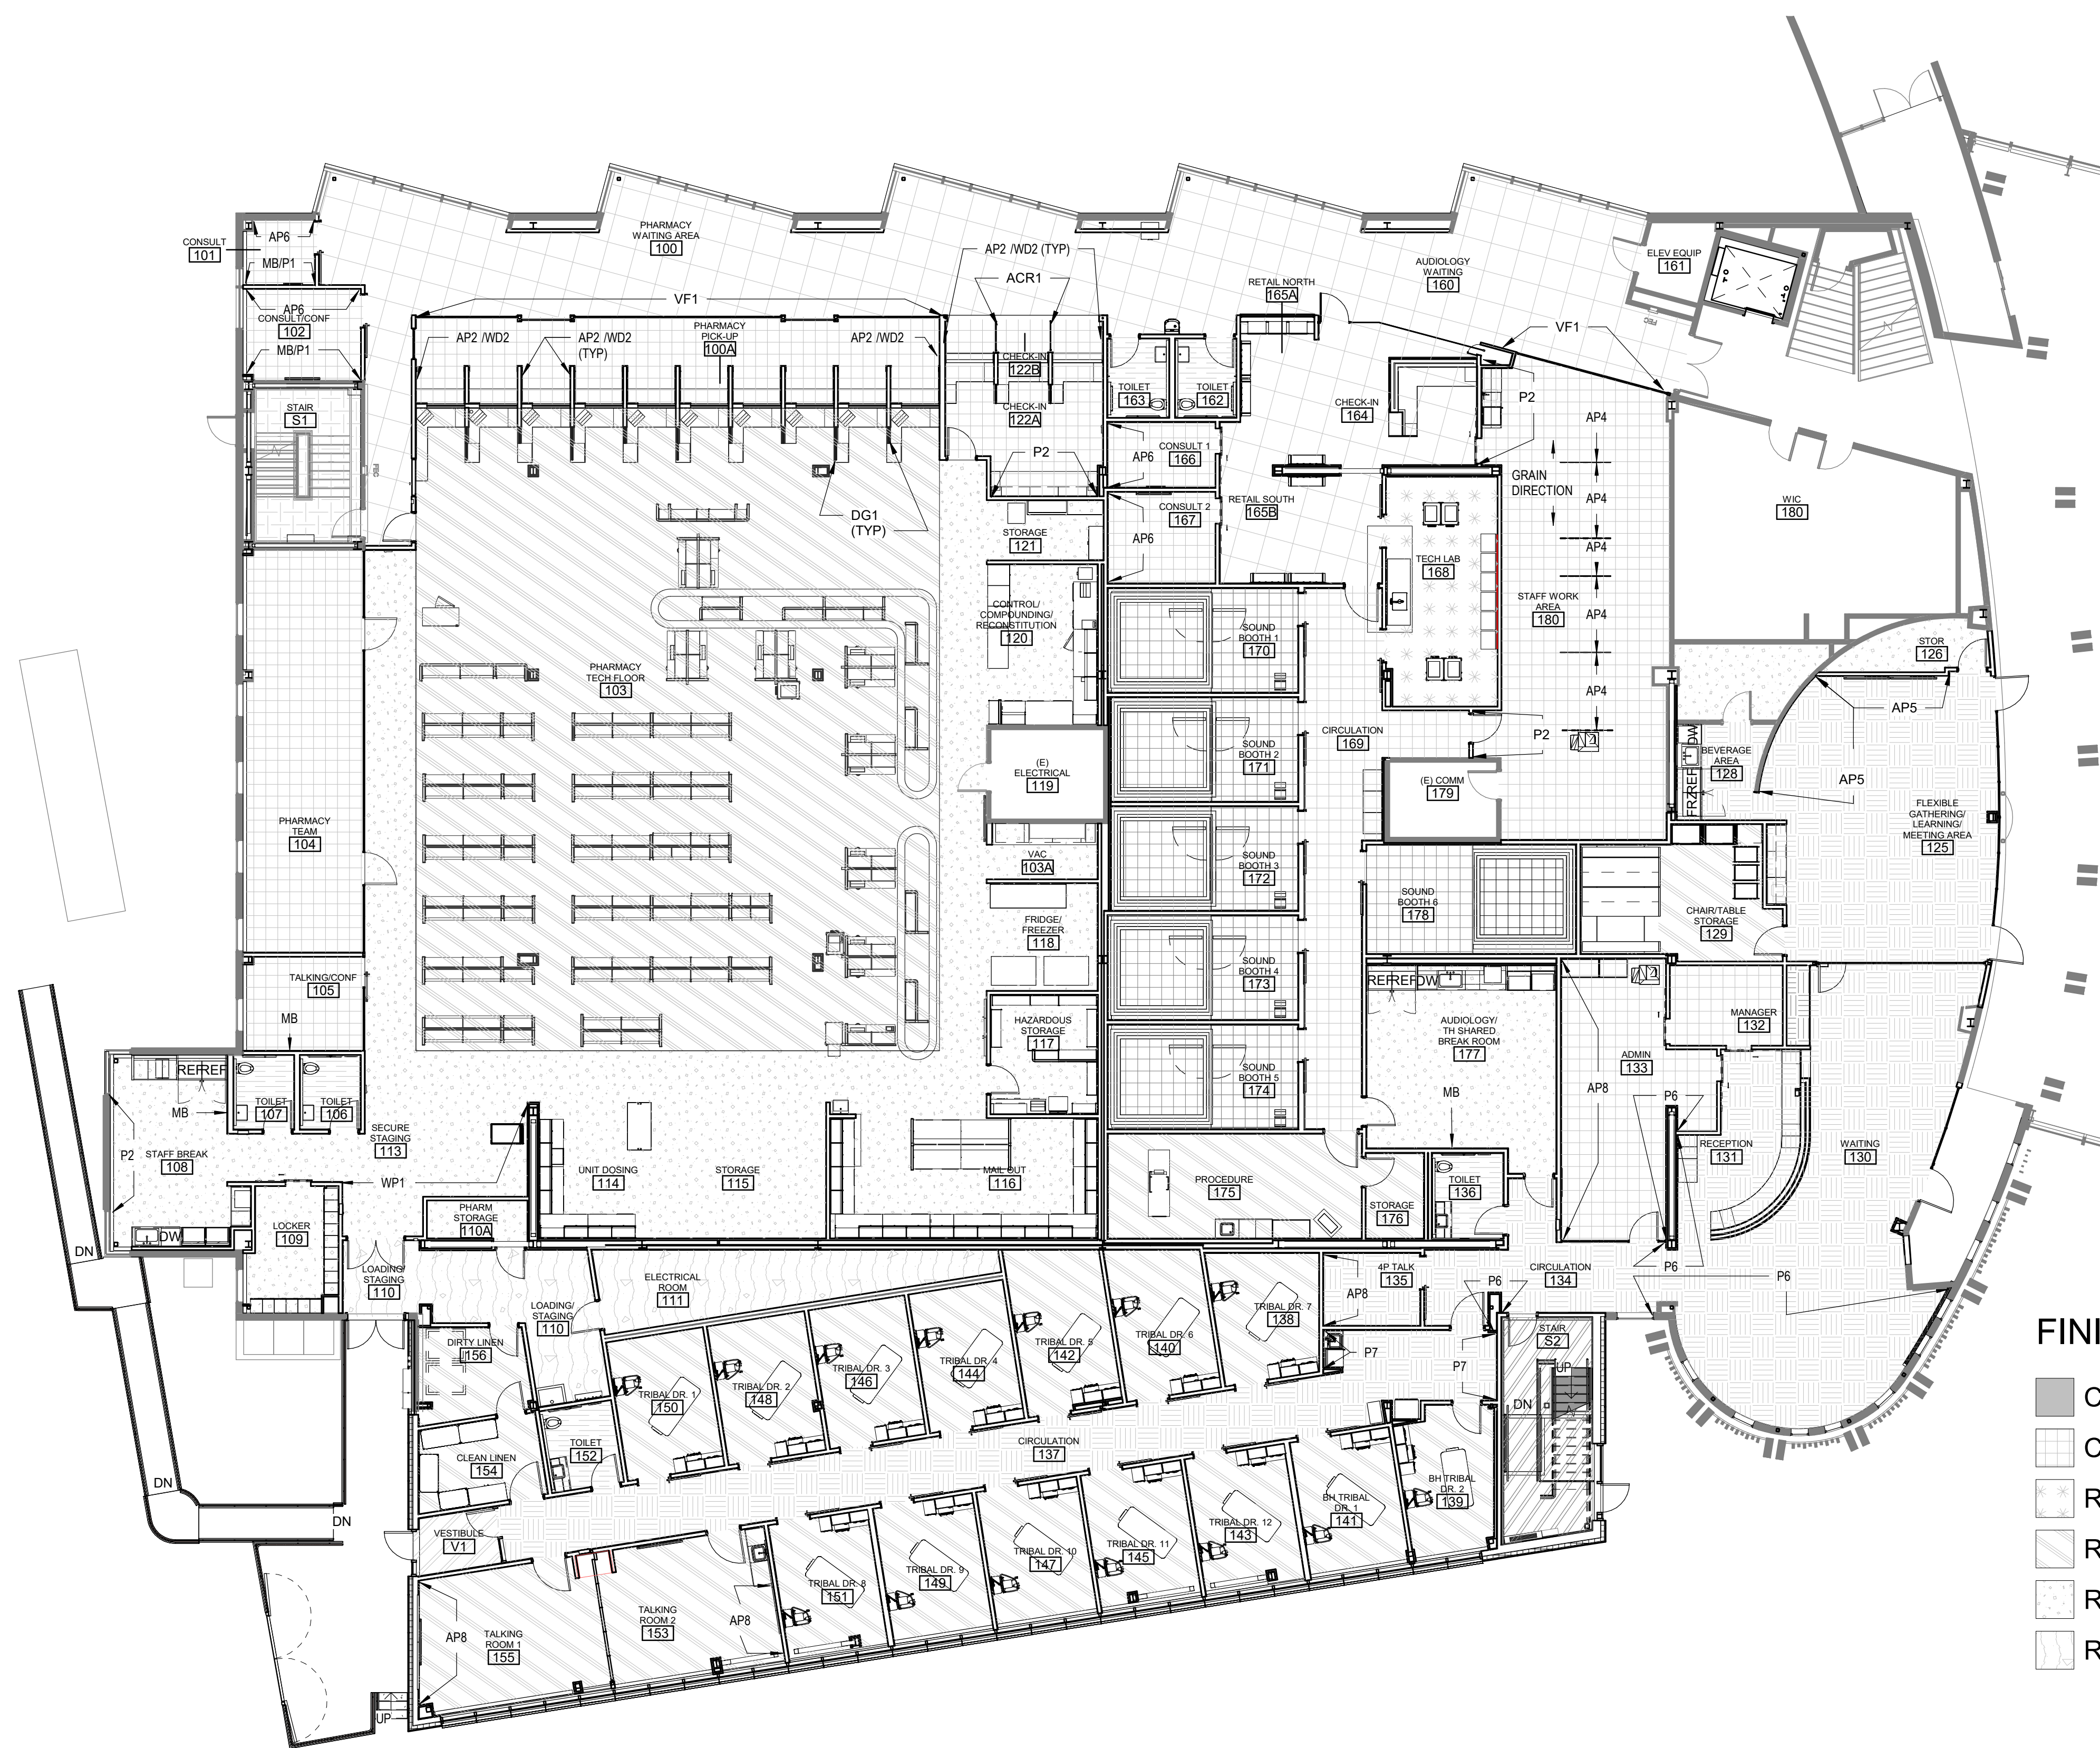 CONSULT
101
AP6
MB/P1
AP6
CONSULT/CONF
102
MB/P1
STAIR
S1
FEC
PHARMACY
WAITING AREA
100
VF1
AP2 /WD2
AP2 /WD2
(TYP)
PHARMACY
PICK-UP
100A
AP2 /WD2
AP2 /WD2 (TYP)
ACR1
CHECK-IN
122B
CHECK-IN
122A
P2
DG1
(TYP)
STORAGE
121
TOILET
163
TOILET
162
RETAIL NORTH
165A
AUDIOLOGY
WAITING
160
ELEV EQUIP
161
FEC
VF1
CHECK-IN
164
P2
CONSULT 1
166
AP6
CONSULT 2
167
AP6
RETAIL SOUTH
165B
GRAIN
DIRECTION
AP4
AP4
AP4
AP4
AP4
WIC
180
TECH LAB
168
STAFF WORK
AREA
180
CONTROL/
COMPOUNDING/
RECONSTITUTION
120
PHARMACY
TECH FLOOR
103
SOUND
BOOTH 1
170
SOUND
BOOTH 2
171
SOUND
BOOTH 3
172
SOUND
BOOTH 4
173
SOUND
BOOTH 5
174
CIRCULATION
169
P2
(E) COMM
179
(E)
ELECTRICAL
119
STOR
126
AP5
AP5
BEVERAGE
AREA
128
DW
FRZ
REF
FLEXIBLE
GATHERING/
LEARNING/
MEETING AREA
125
PHARMACY
TEAM
104
VAC
103A
FRIDGE/
FREEZER
118
SOUND
BOOTH 6
178
CHAIR/TABLE
STORAGE
129
TALKING/CONF
105
MB
HAZARDOUS
STORAGE
117
REF
REF
DW
AUDIOLOGY/
TH SHARED
BREAK ROOM
177
MB
MANAGER
132
ADMIN
133
AP8
P6
REF
REF
MB
TOILET
107
TOILET
106
P2
STAFF BREAK
108
SECURE
STAGING
113
WP1
UNIT DOSING
114
STORAGE
115
MAIL OUT
116
PROCEDURE
175
STORAGE
176
TOILET
136
RECEPTION
131
WAITING
130
DW
LOCKER
109
PHARM
STORAGE
110A
LOADING/
STAGING
110
LOADING/
STAGING
110
ELECTRICAL
ROOM
111
4P TALK
135
AP8
P6
CIRCULATION
134
P6
P6
DN
DN
DN
DIRTY LINEN
156
TRIBAL DR. 1
150
TRIBAL DR. 2
148
TRIBAL DR. 3
146
TRIBAL DR. 4
144
TRIBAL DR. 5
142
TRIBAL DR. 6
140
TRIBAL DR. 7
138
P7
P7
STAIR
S2
UP
DN
CLEAN LINEN
154
TOILET
152
CIRCULATION
137
VESTIBULE
V1
TALKING
ROOM 1
155
AP8
TALKING
ROOM 2
153
AP8
TRIBAL DR. 8
151
TRIBAL DR. 9
149
TRIBAL DR. 10
147
TRIBAL DR. 11
145
TRIBAL DR. 12
143
BH TRIBAL
DR. 1
141
BH TRIBAL
DR. 2
139
UP
FINI
C
C
R
R
R
R